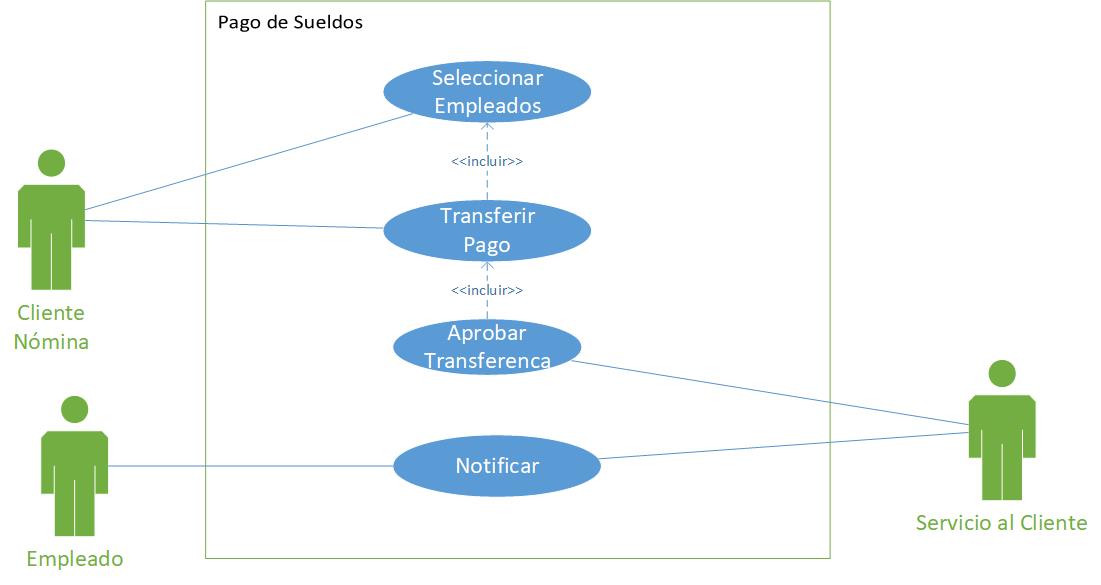 Pago de Sueldos
Seleccionar
Empleados
<<incluir>>
Transferir
Pago
<<incluir>>
Aprobar
Transferenca
Notificar
Cliente
Nómina
Empleado
Servicio al Cliente